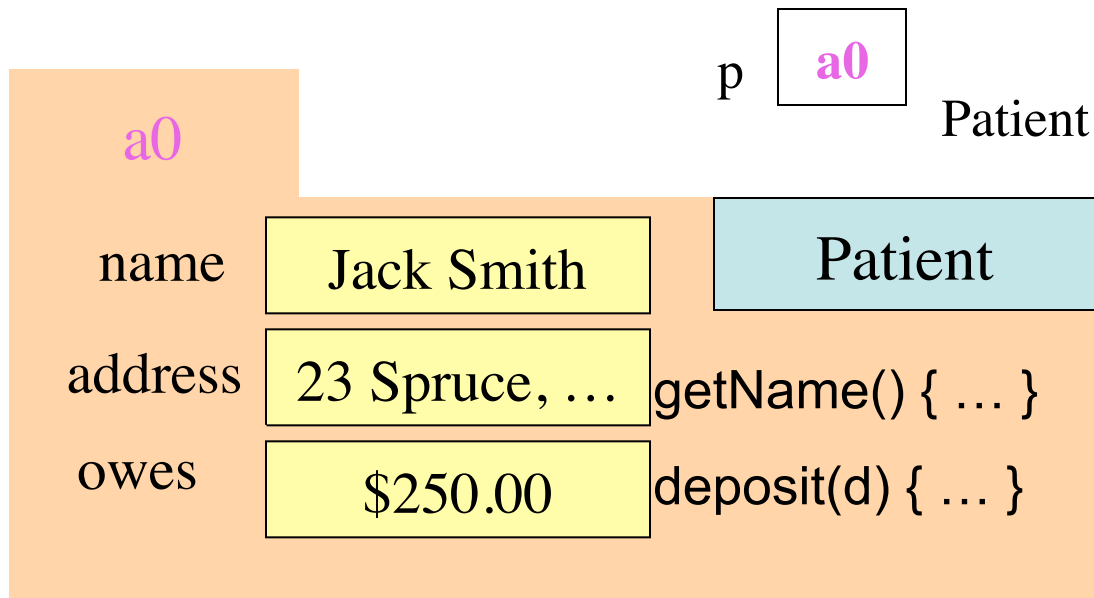 p a0
Patient
a0
name Jack Smith Patient
address 23 Spruce, … getName() { … }
owes $250.00 deposit(d) { … }